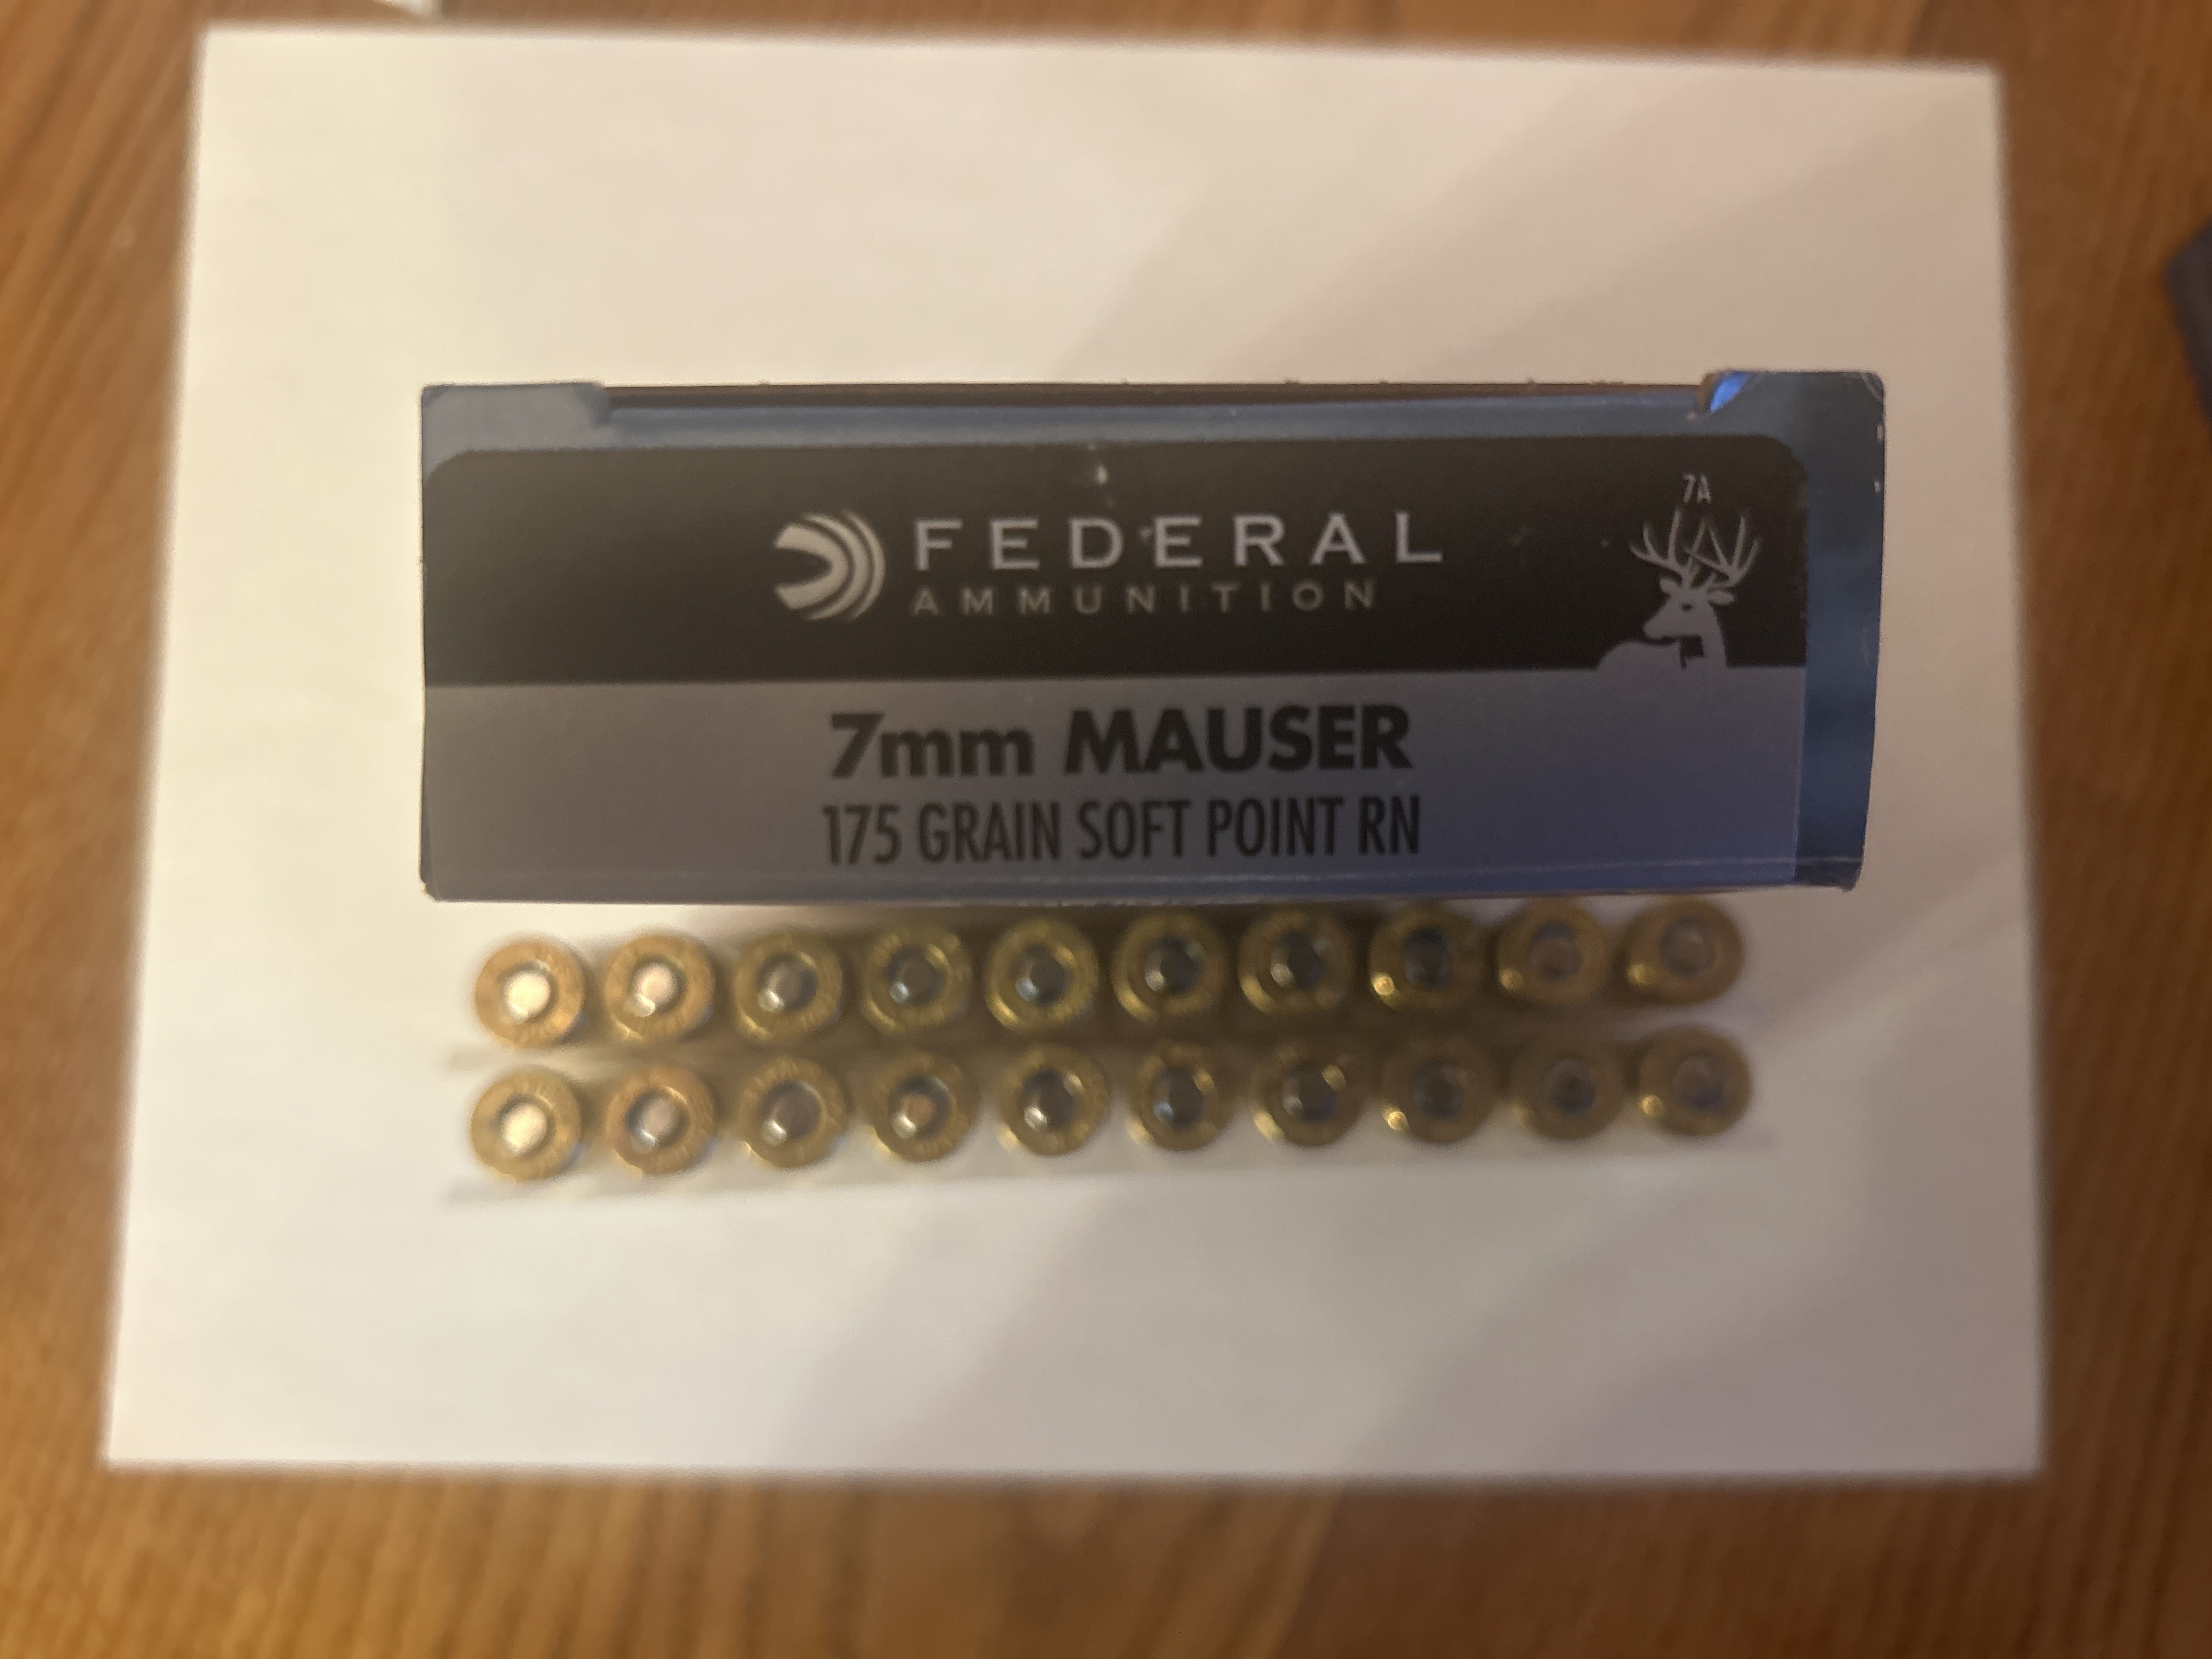 7A
FEDERAL
AMMUNITION
7mm MAUSER
175 GRAIN SOFT POINT RN